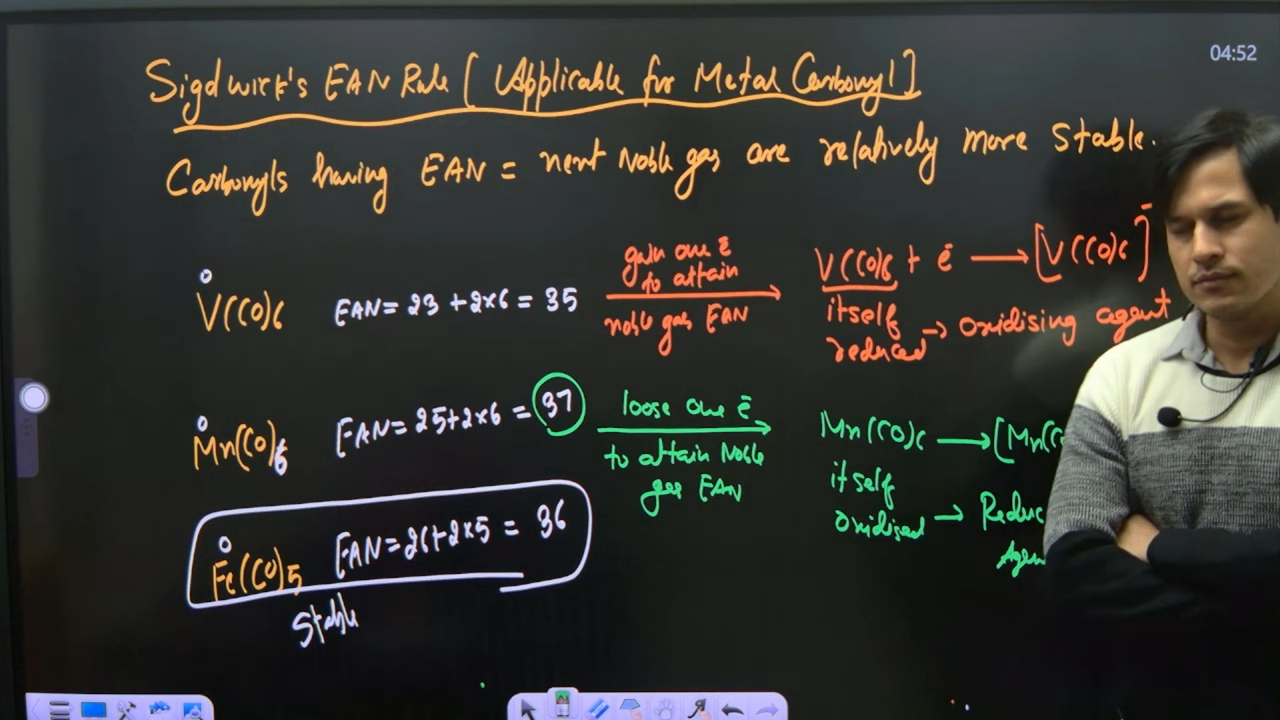 04:52
Sigdwick's EAN Rule [Applicable for Metal Carbonyl]
Carbonyls having EAN = next Noble gas are relatively more stable.
0
V(CO)6 EAN = 23 + 2×6 = 35
gain one ē
to attain
noble gas EAN
V(CO)6 + ē → [V(CO)6]⁻
itself
reduced → Oxidising agent
0
Mn(CO)6 EAN = 25+2×6 = 37
loose one ē
to attain Noble
gas EAN
Mn(CO)6 → [Mn(C
itself
oxidised → Reduc
Agen
0
Fe(CO)5 EAN = 26+2×5 = 36
Stable